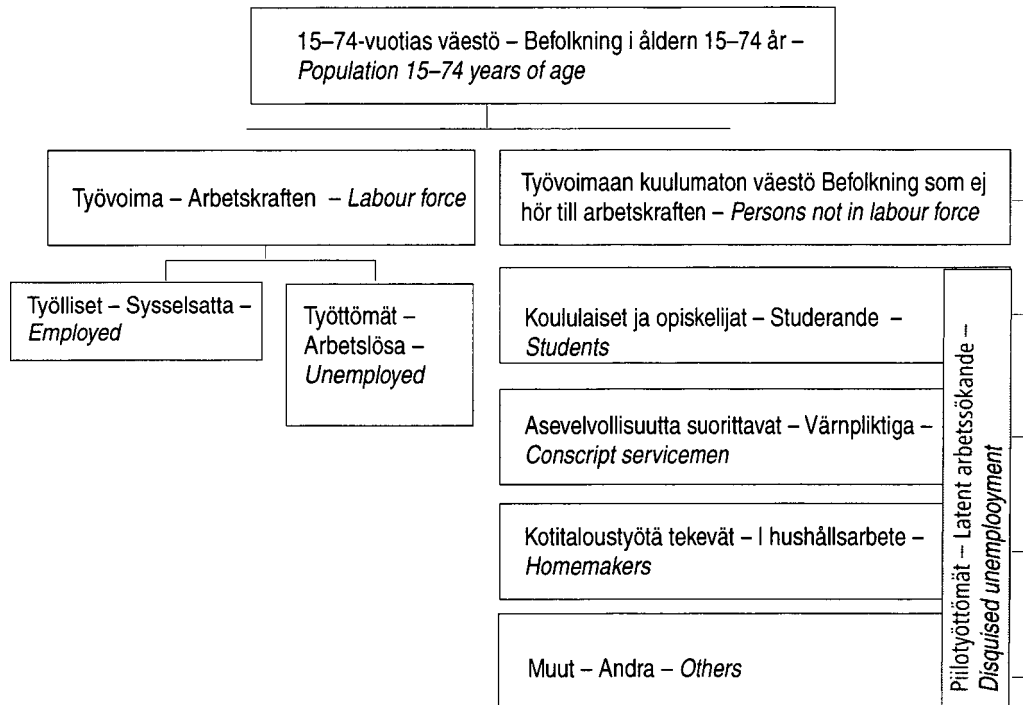 15–74-vuotias väestö – Befolkning i åldern 15–74 år –
Population 15–74 years of age
Työvoima – Arbetskraften – Labour force
Työvoimaan kuulumaton väestö Befolkning som ej
hör till arbetskraften – Persons not in labour force
Työlliset – Sysselsatta –
Employed
Työttömät –
Arbetslösa –
Unemployed
Koululaiset ja opiskelijat – Studerande –
Students
Asevelvollisuutta suorittavat – Värnpliktiga –
Conscript servicemen
Kotitaloustyötä tekevät – I hushållsarbete –
Homemakers
Muut – Andra – Others
Piilotyöttömät – Latent arbetssökande –
Disquised unemplooyment